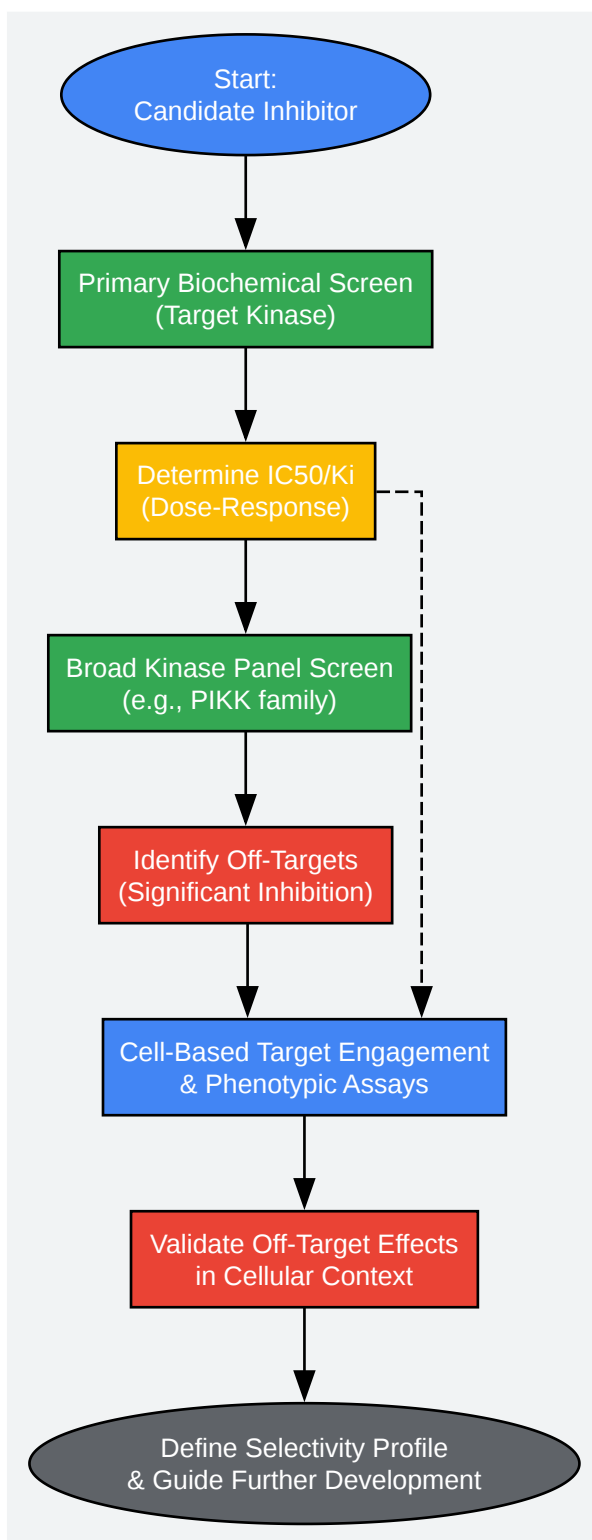 Start:
Candidate Inhibitor
Primary Biochemical Screen
(Target Kinase)
Determine IC50/Ki
(Dose-Response)
Broad Kinase Panel Screen
(e.g., PIKK family)
Identify Off-Targets
(Significant Inhibition)
Cell-Based Target Engagement
& Phenotypic Assays
Validate Off-Target Effects
in Cellular Context
Define Selectivity Profile
& Guide Further Development